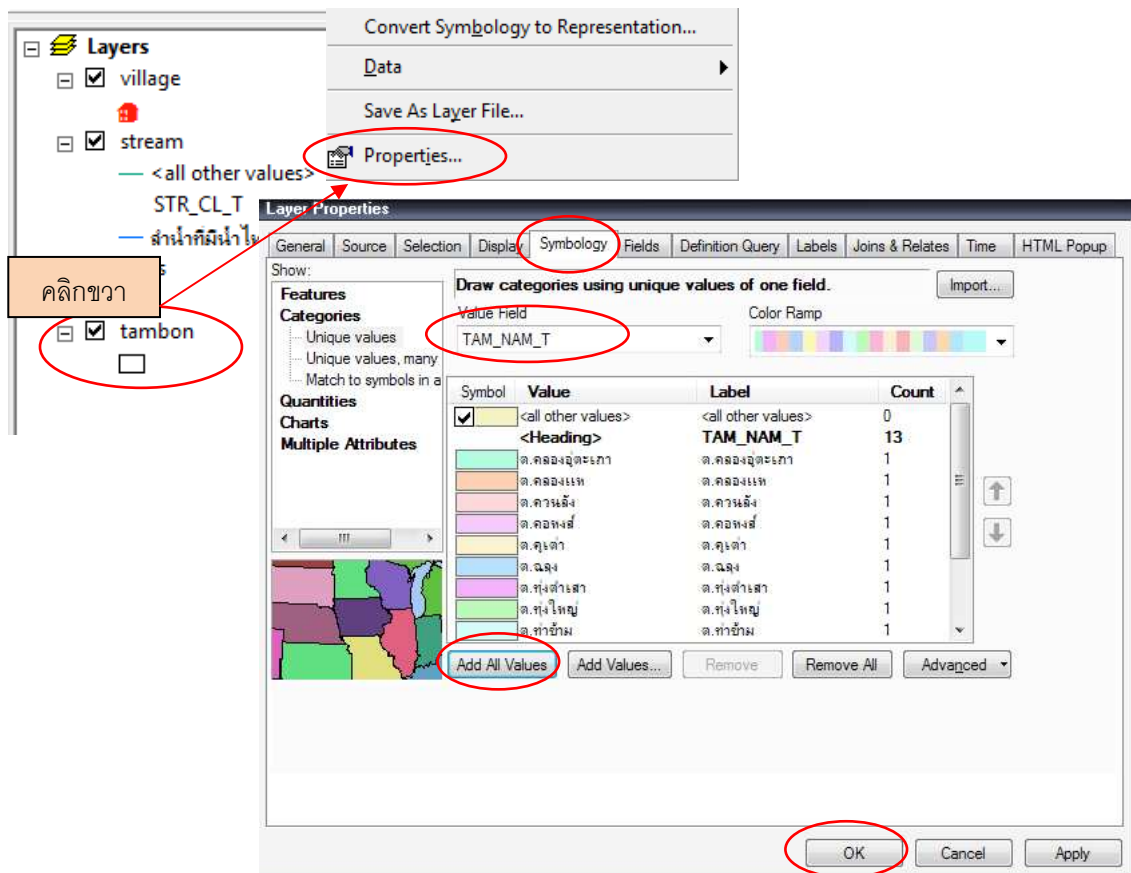 Layers
village
stream
<all other values>
STR_CL_T
ลำน้ำที่มีน้ำ
s
คลิกขวา
tambon
Convert Symbology to Representation...
Data
Save As Layer File...
Properties...
Layer Properties
General Source Selection Display Symbology Fields Definition Query Labels Joins & Relates Time HTML Popup
Show:
Features
Categories
Unique values
Unique values, many
Match to symbols in a
Quantities
Charts
Multiple Attributes
Draw categories using unique values of one field.
Import...
Value Field
Color Ramp
TAM_NAM_T
Symbol Value Label Count
<all other values> <all other values> 0
<Heading> TAM_NAM_T 13
ต.คลองอู่ตะเภา ต.คลองอู่ตะเภา 1
ต.คลองแห ต.คลองแห 1
ต.ควนลัง ต.ควนลัง 1
ต.คอหงส์ ต.คอหงส์ 1
ต.คูเต่า ต.คูเต่า 1
ต.ฉลุง ต.ฉลุง 1
ต.ทุ่งตำเสา ต.ทุ่งตำเสา 1
ต.ทุ่งใหญ่ ต.ทุ่งใหญ่ 1
ต.ท่าข้าม ต.ท่าข้าม 1
Add All Values Add Values... Remove Remove All Advanced
OK Cancel Apply